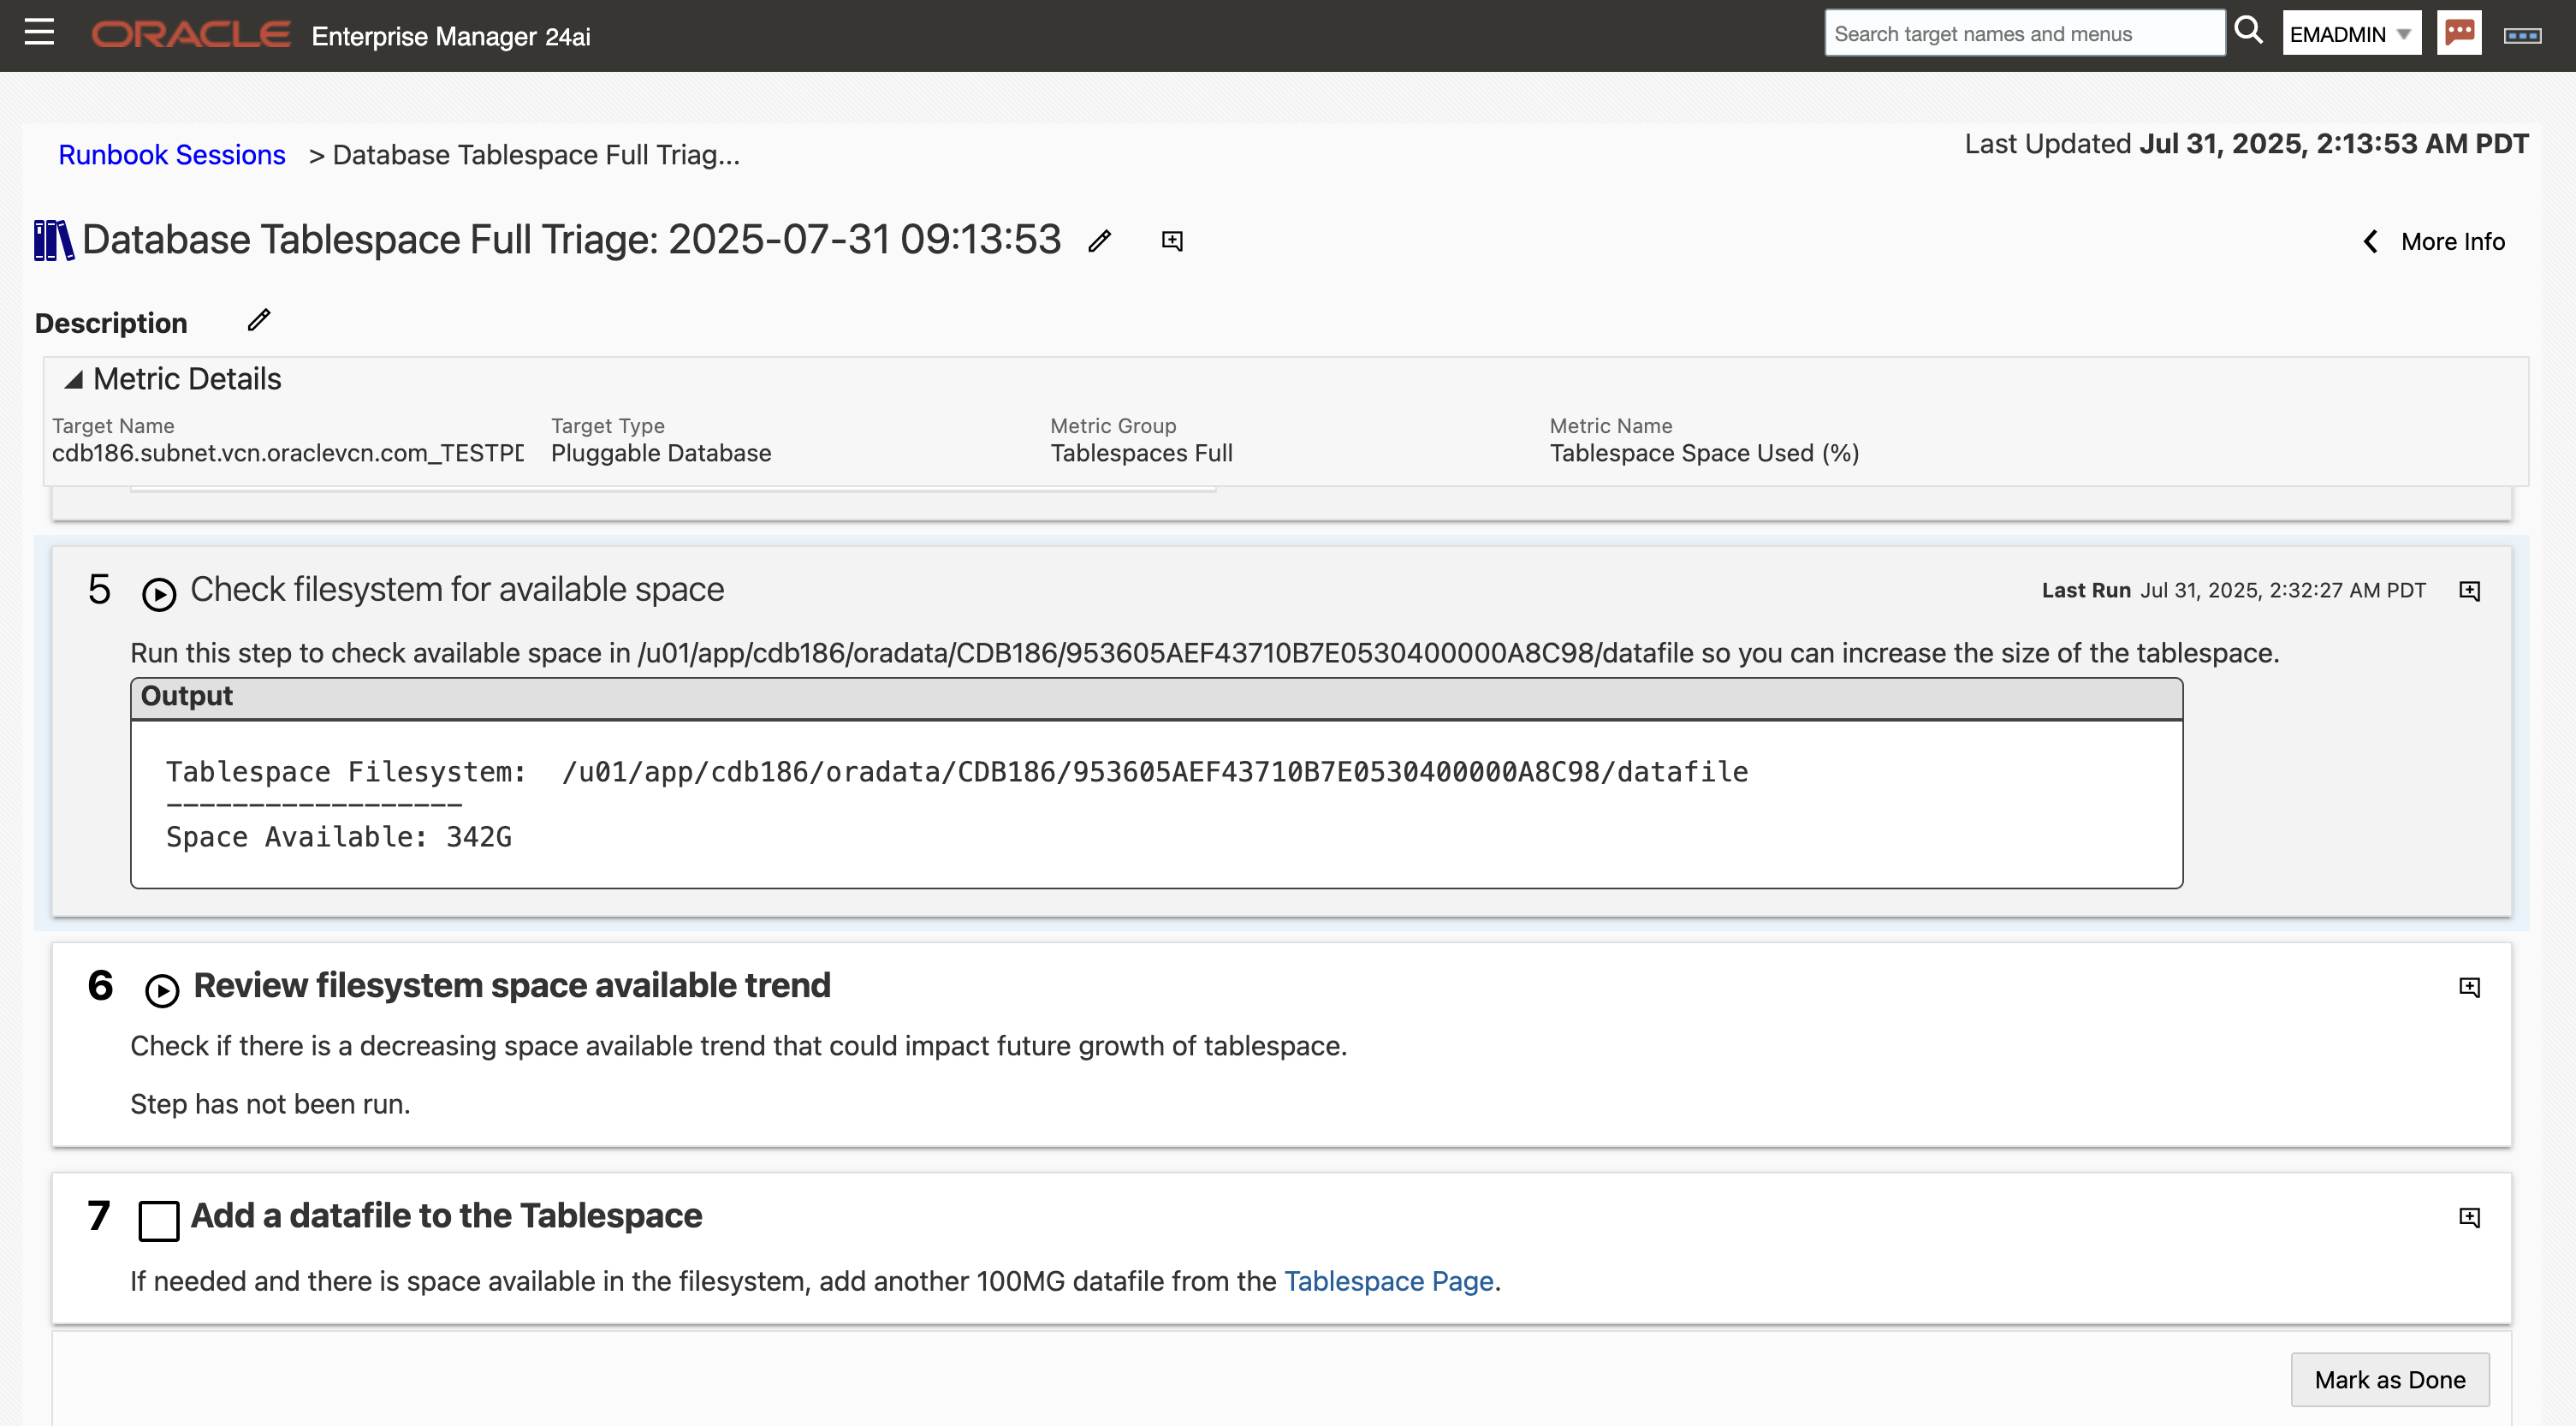 ORACLE Enterprise Manager 24ai
Search target names and menus
EMADMIN
Runbook Sessions > Database Tablespace Full Triag...
Last Updated Jul 31, 2025, 2:13:53 AM PDT
Database Tablespace Full Triage: 2025-07-31 09:13:53
More Info
Description
Metric Details
Target Name
cdb186.subnet.vcn.oraclevcn.com_TESTPD
Target Type
Pluggable Database
Metric Group
Tablespaces Full
Metric Name
Tablespace Space Used (%)
5 Check filesystem for available space
Last Run Jul 31, 2025, 2:32:27 AM PDT
Run this step to check available space in /u01/app/cdb186/oradata/CDB186/953605AEF43710B7E0530400000A8C98/datafile so you can increase the size of the tablespace.
Output
Tablespace Filesystem: /u01/app/cdb186/oradata/CDB186/953605AEF43710B7E0530400000A8C98/datafile
------------------
Space Available: 342G
6 Review filesystem space available trend
Check if there is a decreasing space available trend that could impact future growth of tablespace.
Step has not been run.
7 Add a datafile to the Tablespace
If needed and there is space available in the filesystem, add another 100MG datafile from the Tablespace Page.
Mark as Done